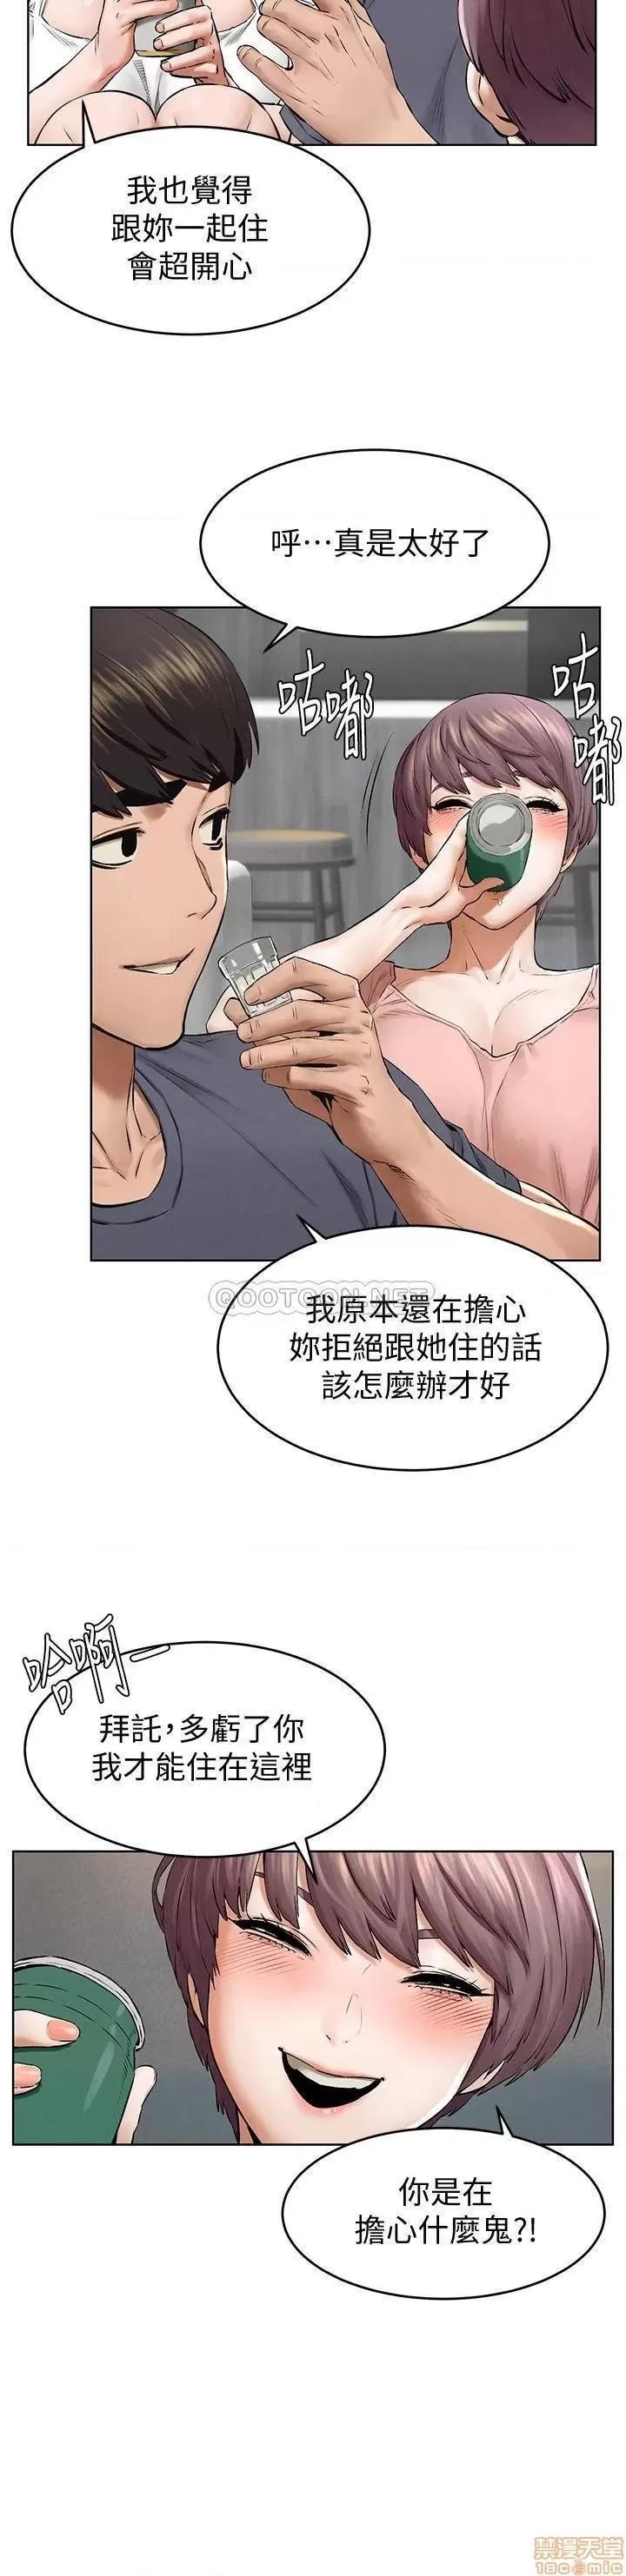 我也覺得
跟妳一起住
會超開心
呼…真是太好了
咕嘟
咕嘟
QOOTOON.NET
我原本還在擔心
妳拒絕跟她住的話
該怎麼辦才好
哈啊一
拜託,多虧了你
我才能住在這裡
你是在
擔心什麼鬼?!
禁漫天堂
18comic